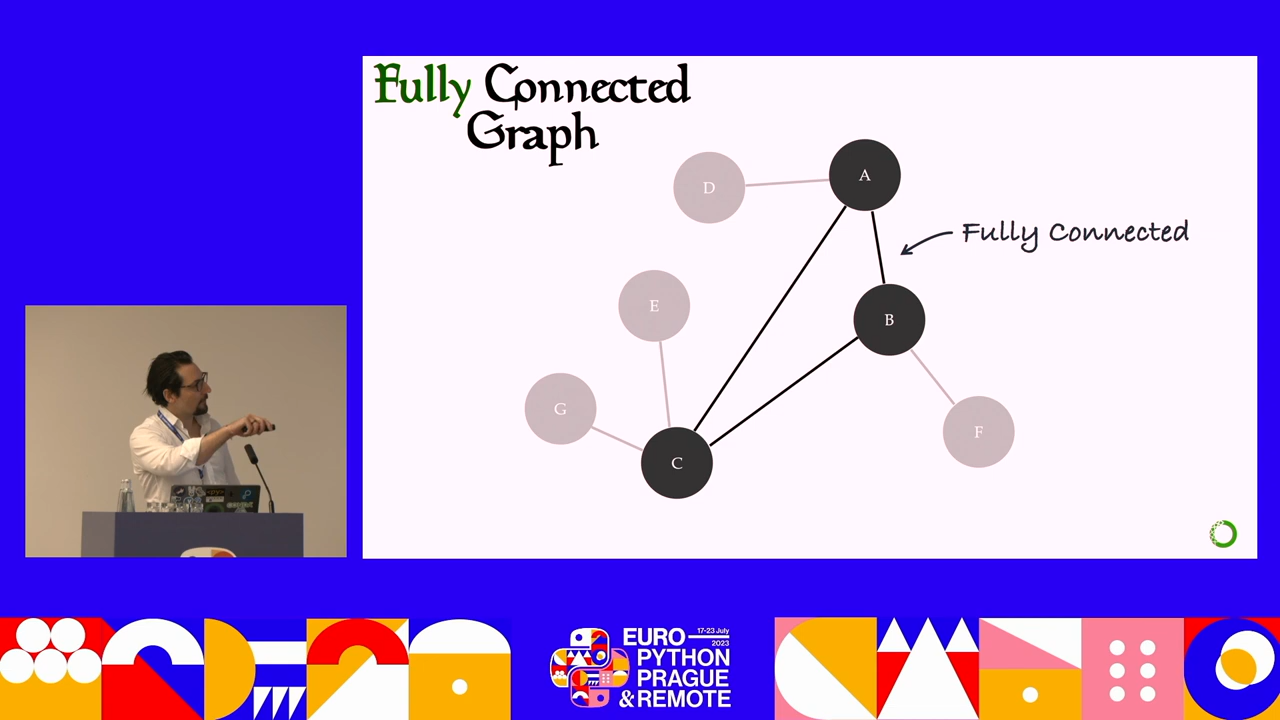 Fully Connected
Graph
D
A
Fully Connected
E
B
G
F
C
EURO
17-23 July
2023
PYTHON
PRAGUE
& REMOTE